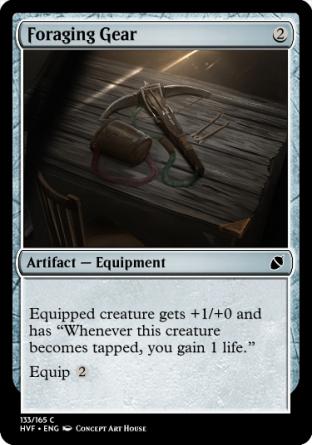 Foraging Gear 2
Artifact — Equipment
Equipped creature gets +1/+0 and
has “Whenever this creature
becomes tapped, you gain 1 life.”
Equip 2
133/165 C
HVF • ENG Concept Art House